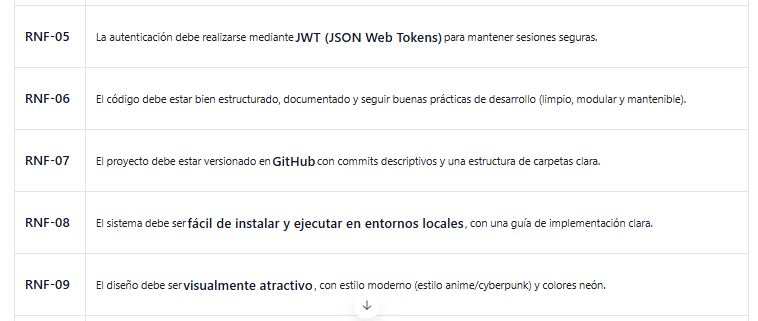 RNF-05 La autenticación debe realizarse mediante JWT (JSON Web Tokens) para mantener sesiones seguras.
RNF-06 El código debe estar bien estructurado, documentado y seguir buenas prácticas de desarrollo (limpio, modular y mantenible).
RNF-07 El proyecto debe estar versionado en GitHub con commits descriptivos y una estructura de carpetas clara.
RNF-08 El sistema debe ser fácil de instalar y ejecutar en entornos locales, con una guía de implementación clara.
RNF-09 El diseño debe ser visualmente atractivo, con estilo moderno (estilo anime/cyberpunk) y colores neón.